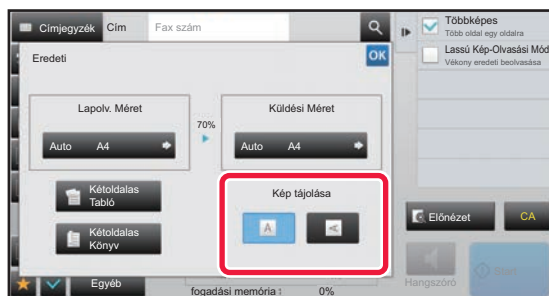 Címjegyzék
Cím
Fax szám
Többképes
Több oldal egy oldalra
Lassú Kép-Olvasási Mód
Vékony eredeti beolvasása
Eredeti
OK
Lapolv. Méret
70%
Küldési Méret
Auto A4
Auto A4
Kétoldalas
Tabló
Kép tájolása
Kétoldalas
Könyv
Előnézet
CA
Egyéb
fogadási memória : 0%
Hangszóró
Start